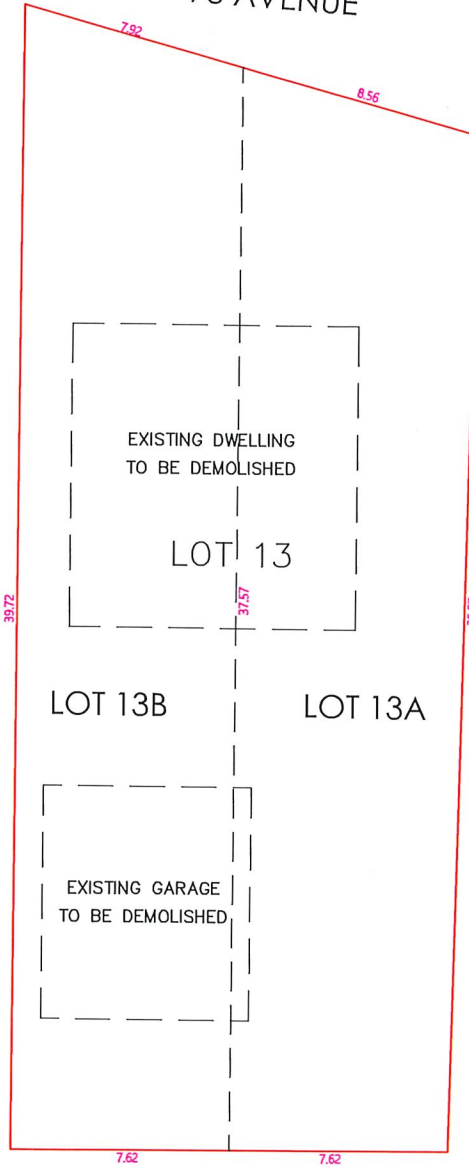 AVENUE
7.92
8.56
EXISTING DWELLING
TO BE DEMOLISHED
LOT 13
39.72
37.57
LOT 13B
LOT 13A
EXISTING GARAGE
TO BE DEMOLISHED
7.62
7.62